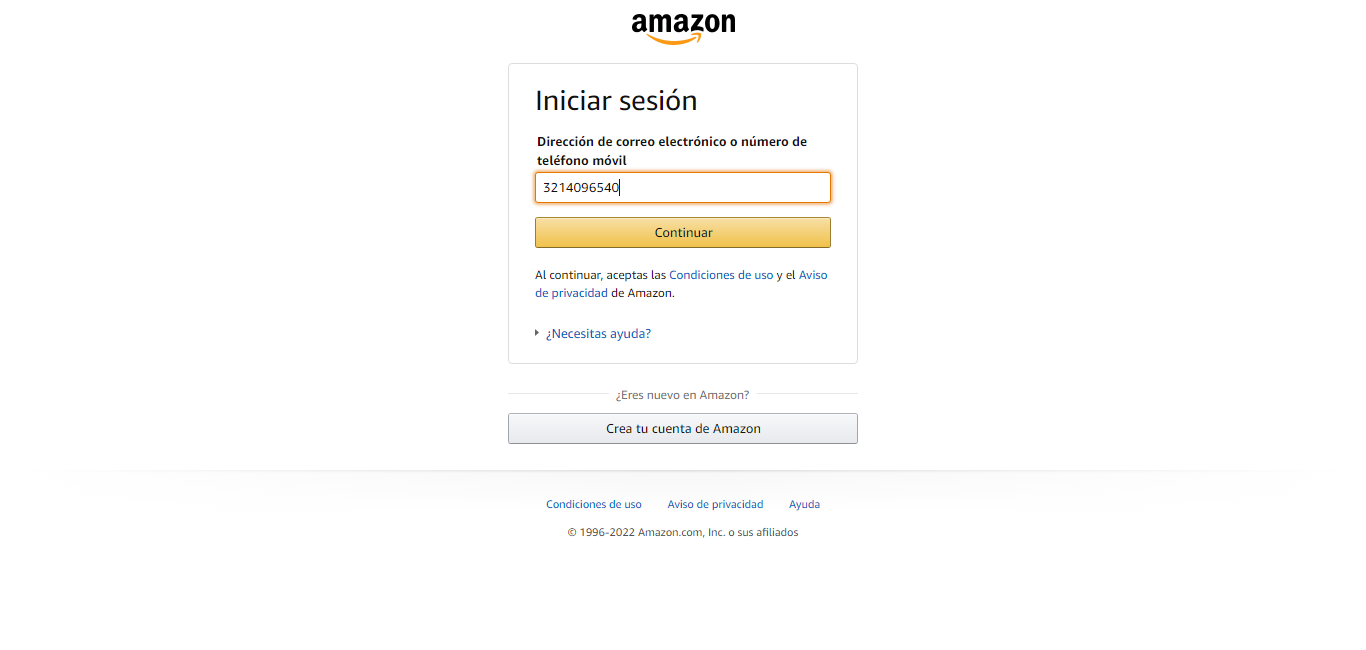 amazon
Iniciar sesión
Dirección de correo electrónico o número de
teléfono móvil
3214096540
Continuar
Al continuar, aceptas las Condiciones de uso y el Aviso
de privacidad de Amazon.
¿Necesitas ayuda?
¿Eres nuevo en Amazon?
Crea tu cuenta de Amazon
Condiciones de uso Aviso de privacidad Ayuda
© 1996-2022 Amazon.com, Inc. o sus afiliados